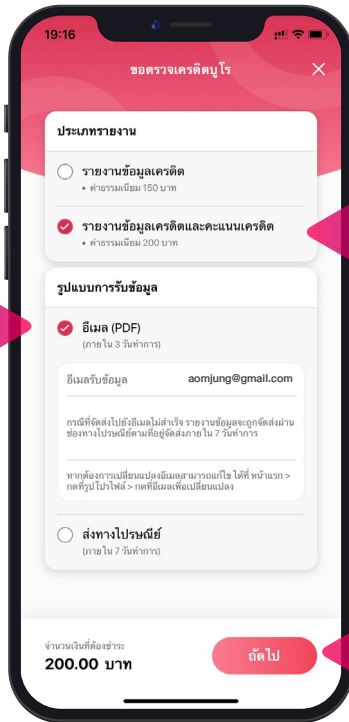 19:16
ขอตรวจเครดิตบูโร
ประเภทรายงาน
รายงานข้อมูลเครดิต
• ค่าธรรมเนียม 150 บาท
รายงานข้อมูลเครดิตและคะแนนเครดิต
• ค่าธรรมเนียม 200 บาท
รูปแบบการรับข้อมูล
อีเมล (PDF)
(ภายใน 3 วันทำการ)
อีเมลรับข้อมูล aomjung@gmail.com
กรณีที่จัดส่งไปยังอีเมลไม่สำเร็จ รายงานข้อมูลจะถูกจัดส่งผ่าน
ช่องทางไปรษณีย์ตามที่อยู่จัดส่งภายใน 7 วันทำการ
หากต้องการเปลี่ยนแปลงอีเมลสามารถแก้ไข ได้ที่ หน้าแรก >
กดที่รูปโปรไฟล์ > กดที่อีเมลเพื่อเปลี่ยนแปลง
ส่งทางไปรษณีย์
(ภายใน 7 วันทำการ)
จำนวนเงินที่ต้องชำระ
200.00 บาท
ถัดไป